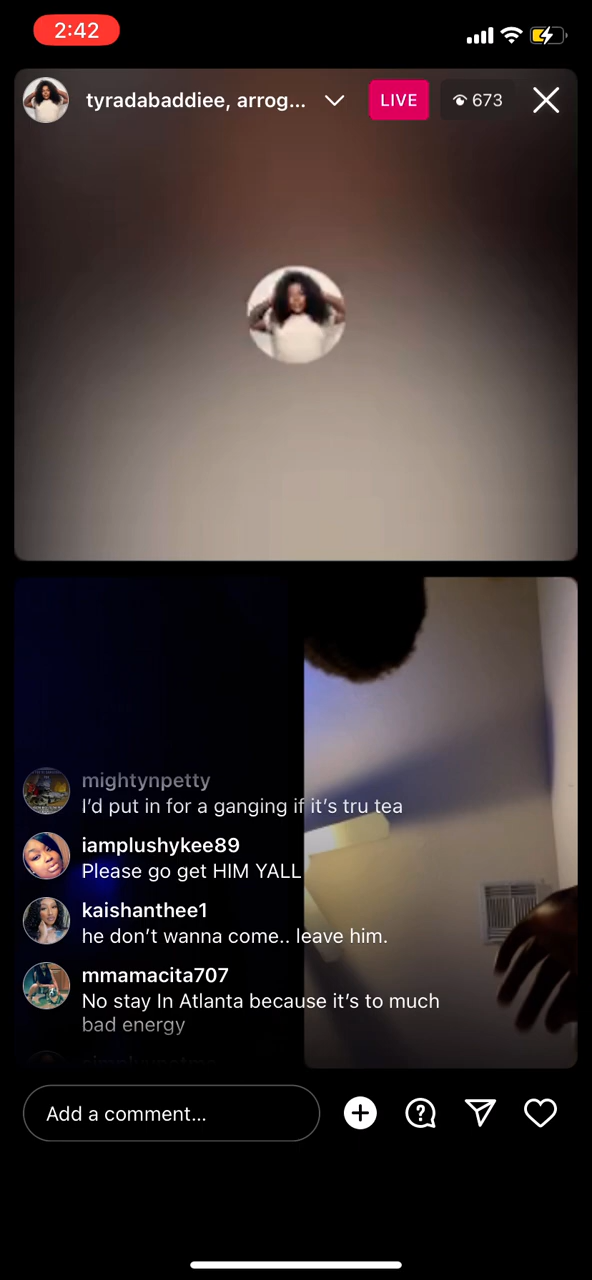 2:42
tyradabaddiee, arrog...
LIVE
673
mightynpetty
I'd put in for a ganging if it's tru tea
iamplushykee89
Please go get HIM YALL
kaishanthee1
he don't wanna come.. leave him.
mmamacita707
No stay In Atlanta because it's to much
bad energy
Add a comment...